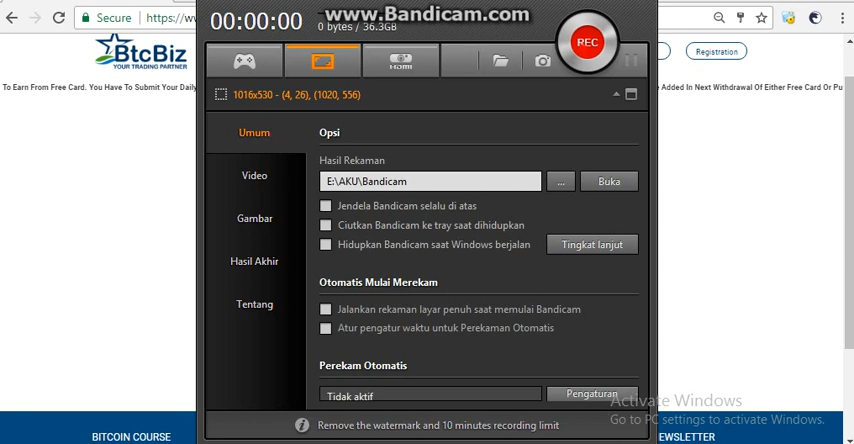 www.Bandicam.com
00:00:00
0 bytes / 36.3GB
REC
Secure
https://w
BtcBiz
YOUR TRADING PARTNER
Registration
To Earn From Free Card. You Have To Submit Your Daily
Added In Next Withdrawal Of Either Free Card Or Pu
HDMI
1016x530 - (4, 26), (1020, 556)
Umum
Video
Gambar
Hasil Akhir
Tentang
Opsi
Hasil Rekaman
E:\AKU\Bandicam
...
Buka
Jendela Bandicam selalu di atas
Ciutkan Bandicam ke tray saat dihidupkan
Hidupkan Bandicam saat Windows berjalan
Tingkat lanjut
Otomatis Mulai Merekam
Jalankan rekaman layar penuh saat memulai Bandicam
Atur pengatur waktu untuk Perekaman Otomatis
Perekam Otomatis
Tidak aktif
Pengaturan
Activate Windows
Go to PC settings to activate Windows.
Remove the watermark and 10 minutes recording limit
BITCOIN COURSE
EWSLETTER